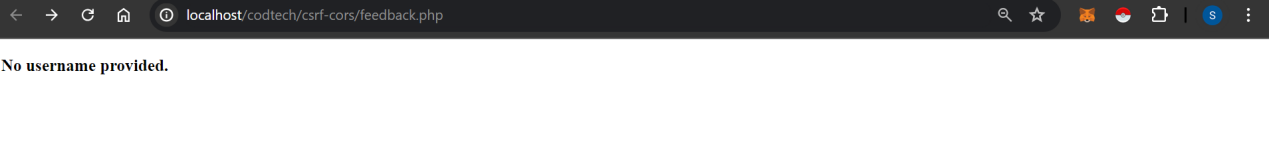 localhost/codtech/csrf-cors/feedback.php
S
No username provided.